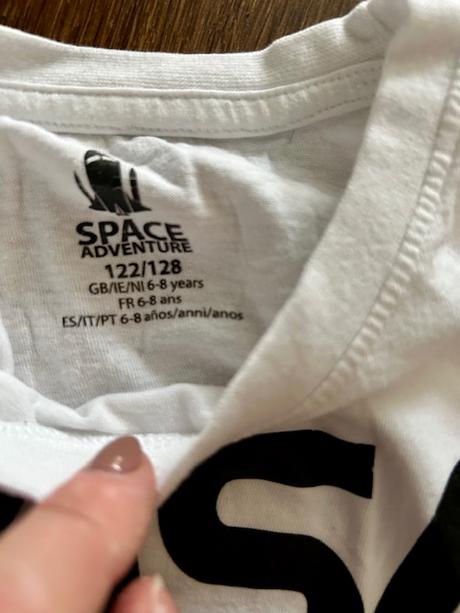 SPACE
ADVENTURE
122/128
GB/IE/NI 6-8 years
FR 6-8 ans
ES/IT/PT 6-8 años/anni/anos
S